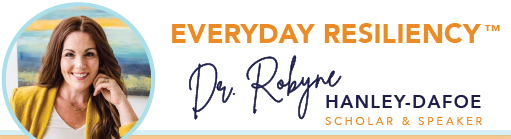 EVERYDAY RESILIENCY™
Dr. Robyne
HANLEY-DAFOE
SCHOLAR & SPEAKER